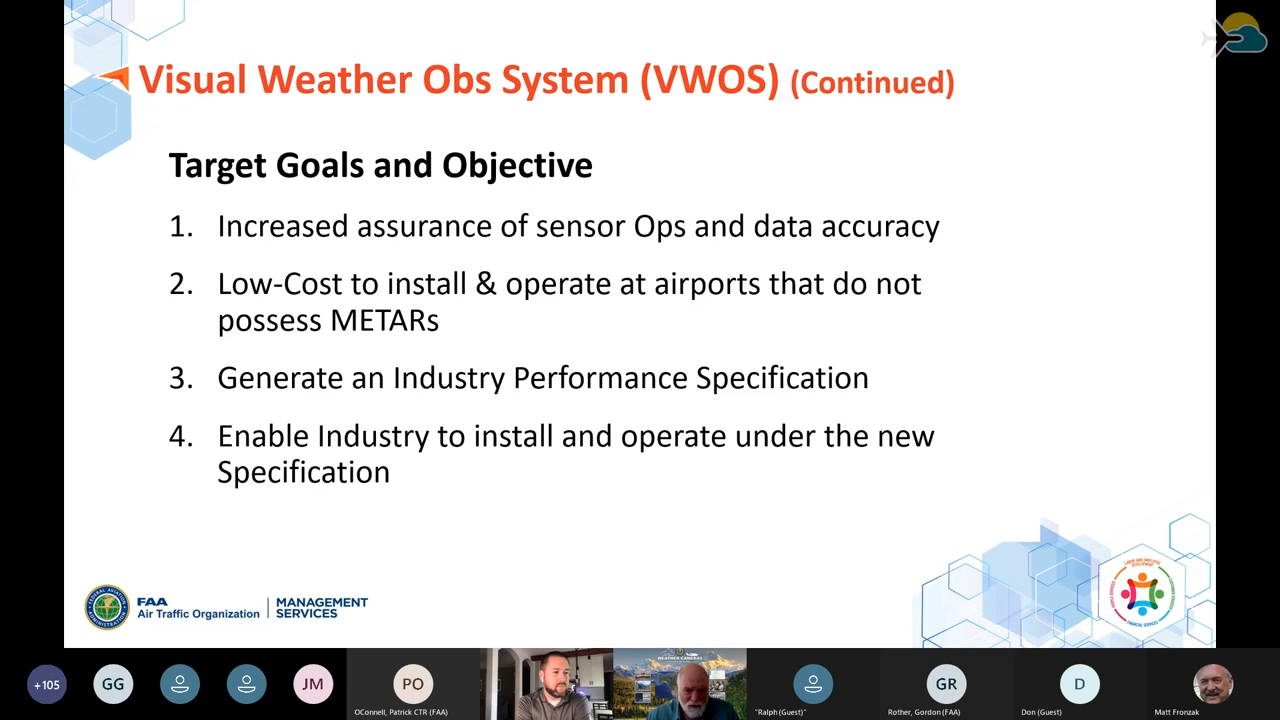 Visual Weather Obs System (VWOS) (Continued)
Target Goals and Objective
1. Increased assurance of sensor Ops and data accuracy
2. Low-Cost to install & operate at airports that do not
possess METARs
3. Generate an Industry Performance Specification
4. Enable Industry to install and operate under the new
Specification
FAA
Air Traffic Organization
MANAGEMENT
SERVICES
+105
GG
JM
PO
OConnell, Patrick CTR (FAA)
WEATHER CAMERAS
"Ralph (Guest)"
GR
Rother, Gordon (FAA)
D
Don (Guest)
Matt Fronzak